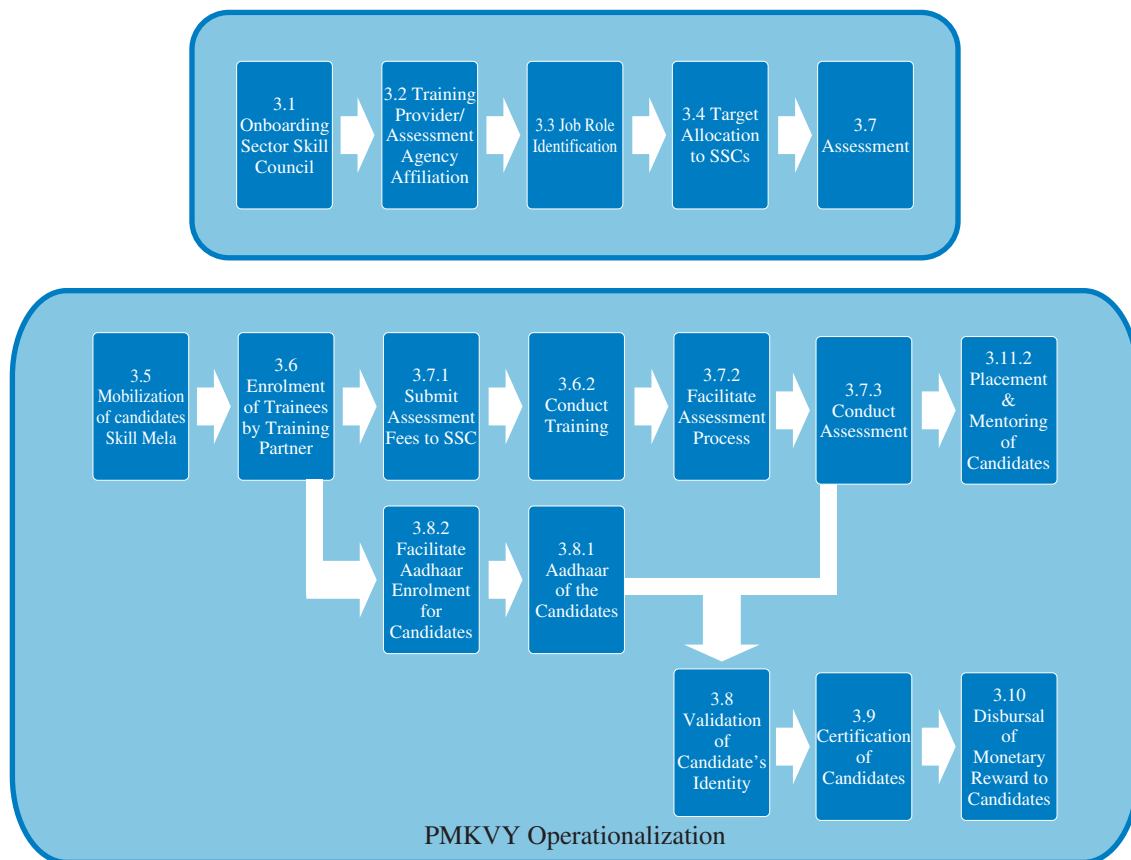 3.1
Onboarding
Sector Skill
Council
3.2 Training
Provider/
Assessment
Agency
Affiliation
3.3 Job Role
Identification
3.4 Target
Allocation
to SSCs
3.7
Assessment
3.5
Mobilization
of candidates
Skill Mela
3.6
Enrolment
of Trainees
by Training
Partner
3.7.1
Submit
Assessment
Fees to SSC
3.6.2
Conduct
Training
3.7.2
Facilitate
Assessment
Process
3.7.3
Conduct
Assessment
3.11.2
Placement
&
Mentoring
of
Candidates
3.8.2
Facilitate
Aadhaar
Enrolment
for
Candidates
3.8.1
Aadhaar
of the
Candidates
3.8
Validation
of
Candidate’s
Identity
3.9
Certification
of
Candidates
3.10
Disbursal
of
Monetary
Reward to
Candidates
PMKVY Operationalization